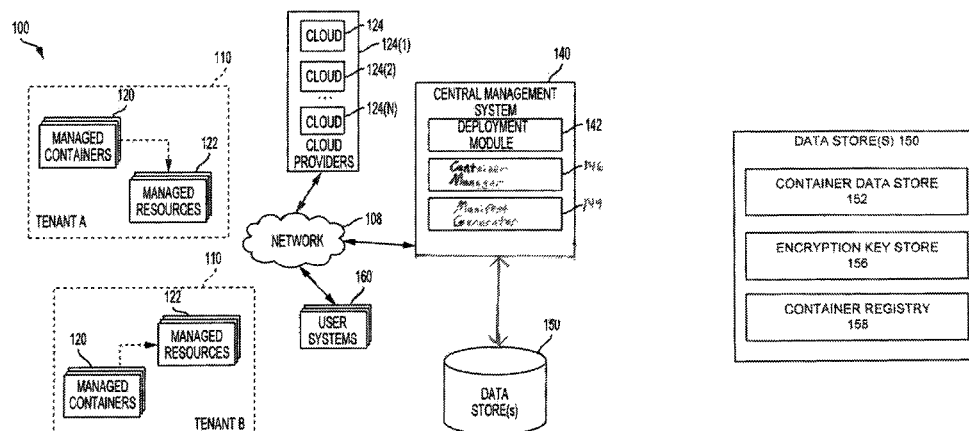 100
110
120
MANAGED
CONTAINERS
122
MANAGED
RESOURCES
TENANT A
110
122
MANAGED
RESOURCES
120
MANAGED
CONTAINERS
TENANT B
CLOUD
124
124(1)
CLOUD
124(2)
...
CLOUD
124(N)
CLOUD
PROVIDERS
NETWORK
108
160
USER
SYSTEMS
140
CENTRAL MANAGEMENT
SYSTEM
DEPLOYMENT
MODULE
142
Container
Manager
146
Manifest
Generator
149
150
DATA
STORE(s)
DATA STORE(S) 150
CONTAINER DATA STORE
152
ENCRYPTION KEY STORE
156
CONTAINER REGISTRY
158